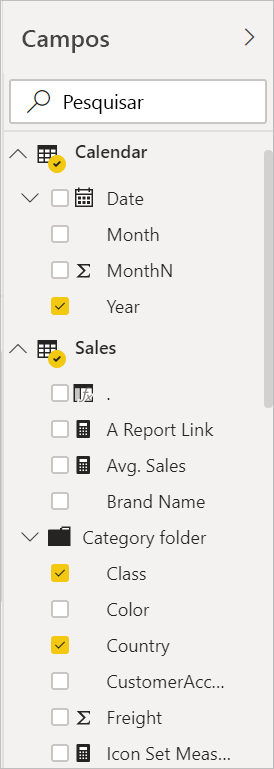 Campos
Pesquisar
Calendar
Date
Month
Σ MonthN
Year
Sales
.
A Report Link
Avg. Sales
Brand Name
Category folder
Class
Color
Country
CustomerAcc...
Σ Freight
Icon Set Meas...